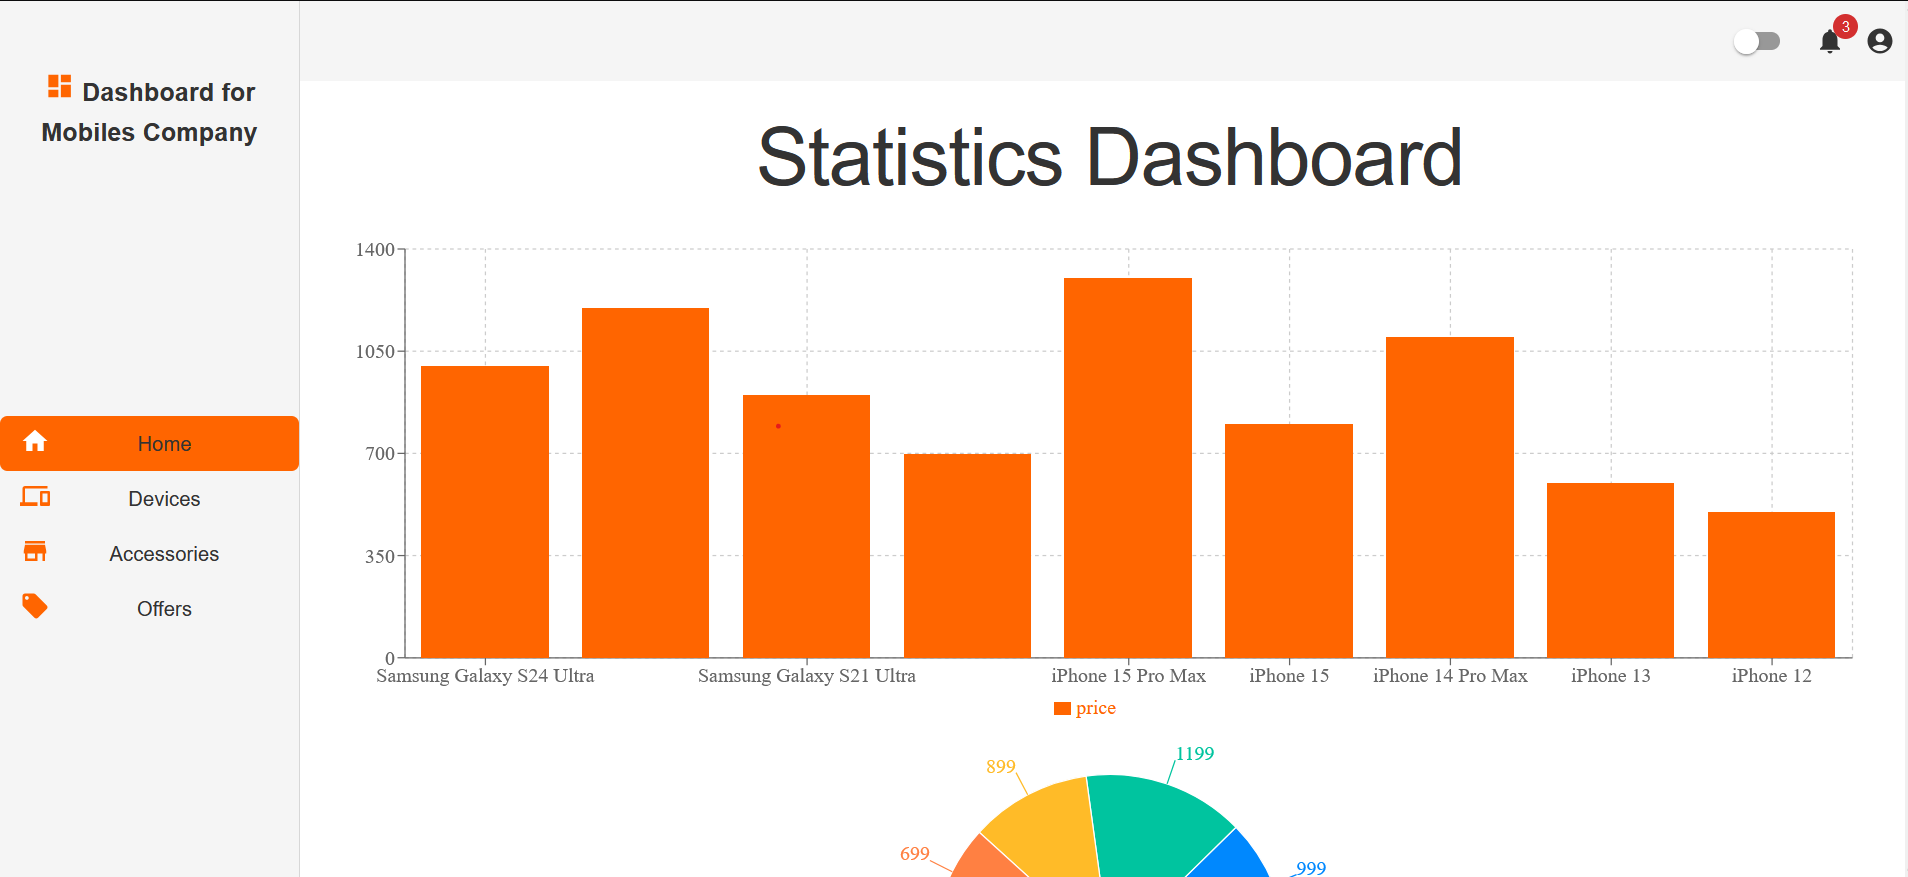 3
Dashboard for
Mobiles Company
Home
Devices
Accessories
Offers
Statistics Dashboard
1400
1050
700
350
0
Samsung Galaxy S24 Ultra
Samsung Galaxy S21 Ultra
iPhone 15 Pro Max
iPhone 15
iPhone 14 Pro Max
iPhone 13
iPhone 12
price
1199
899
699
999